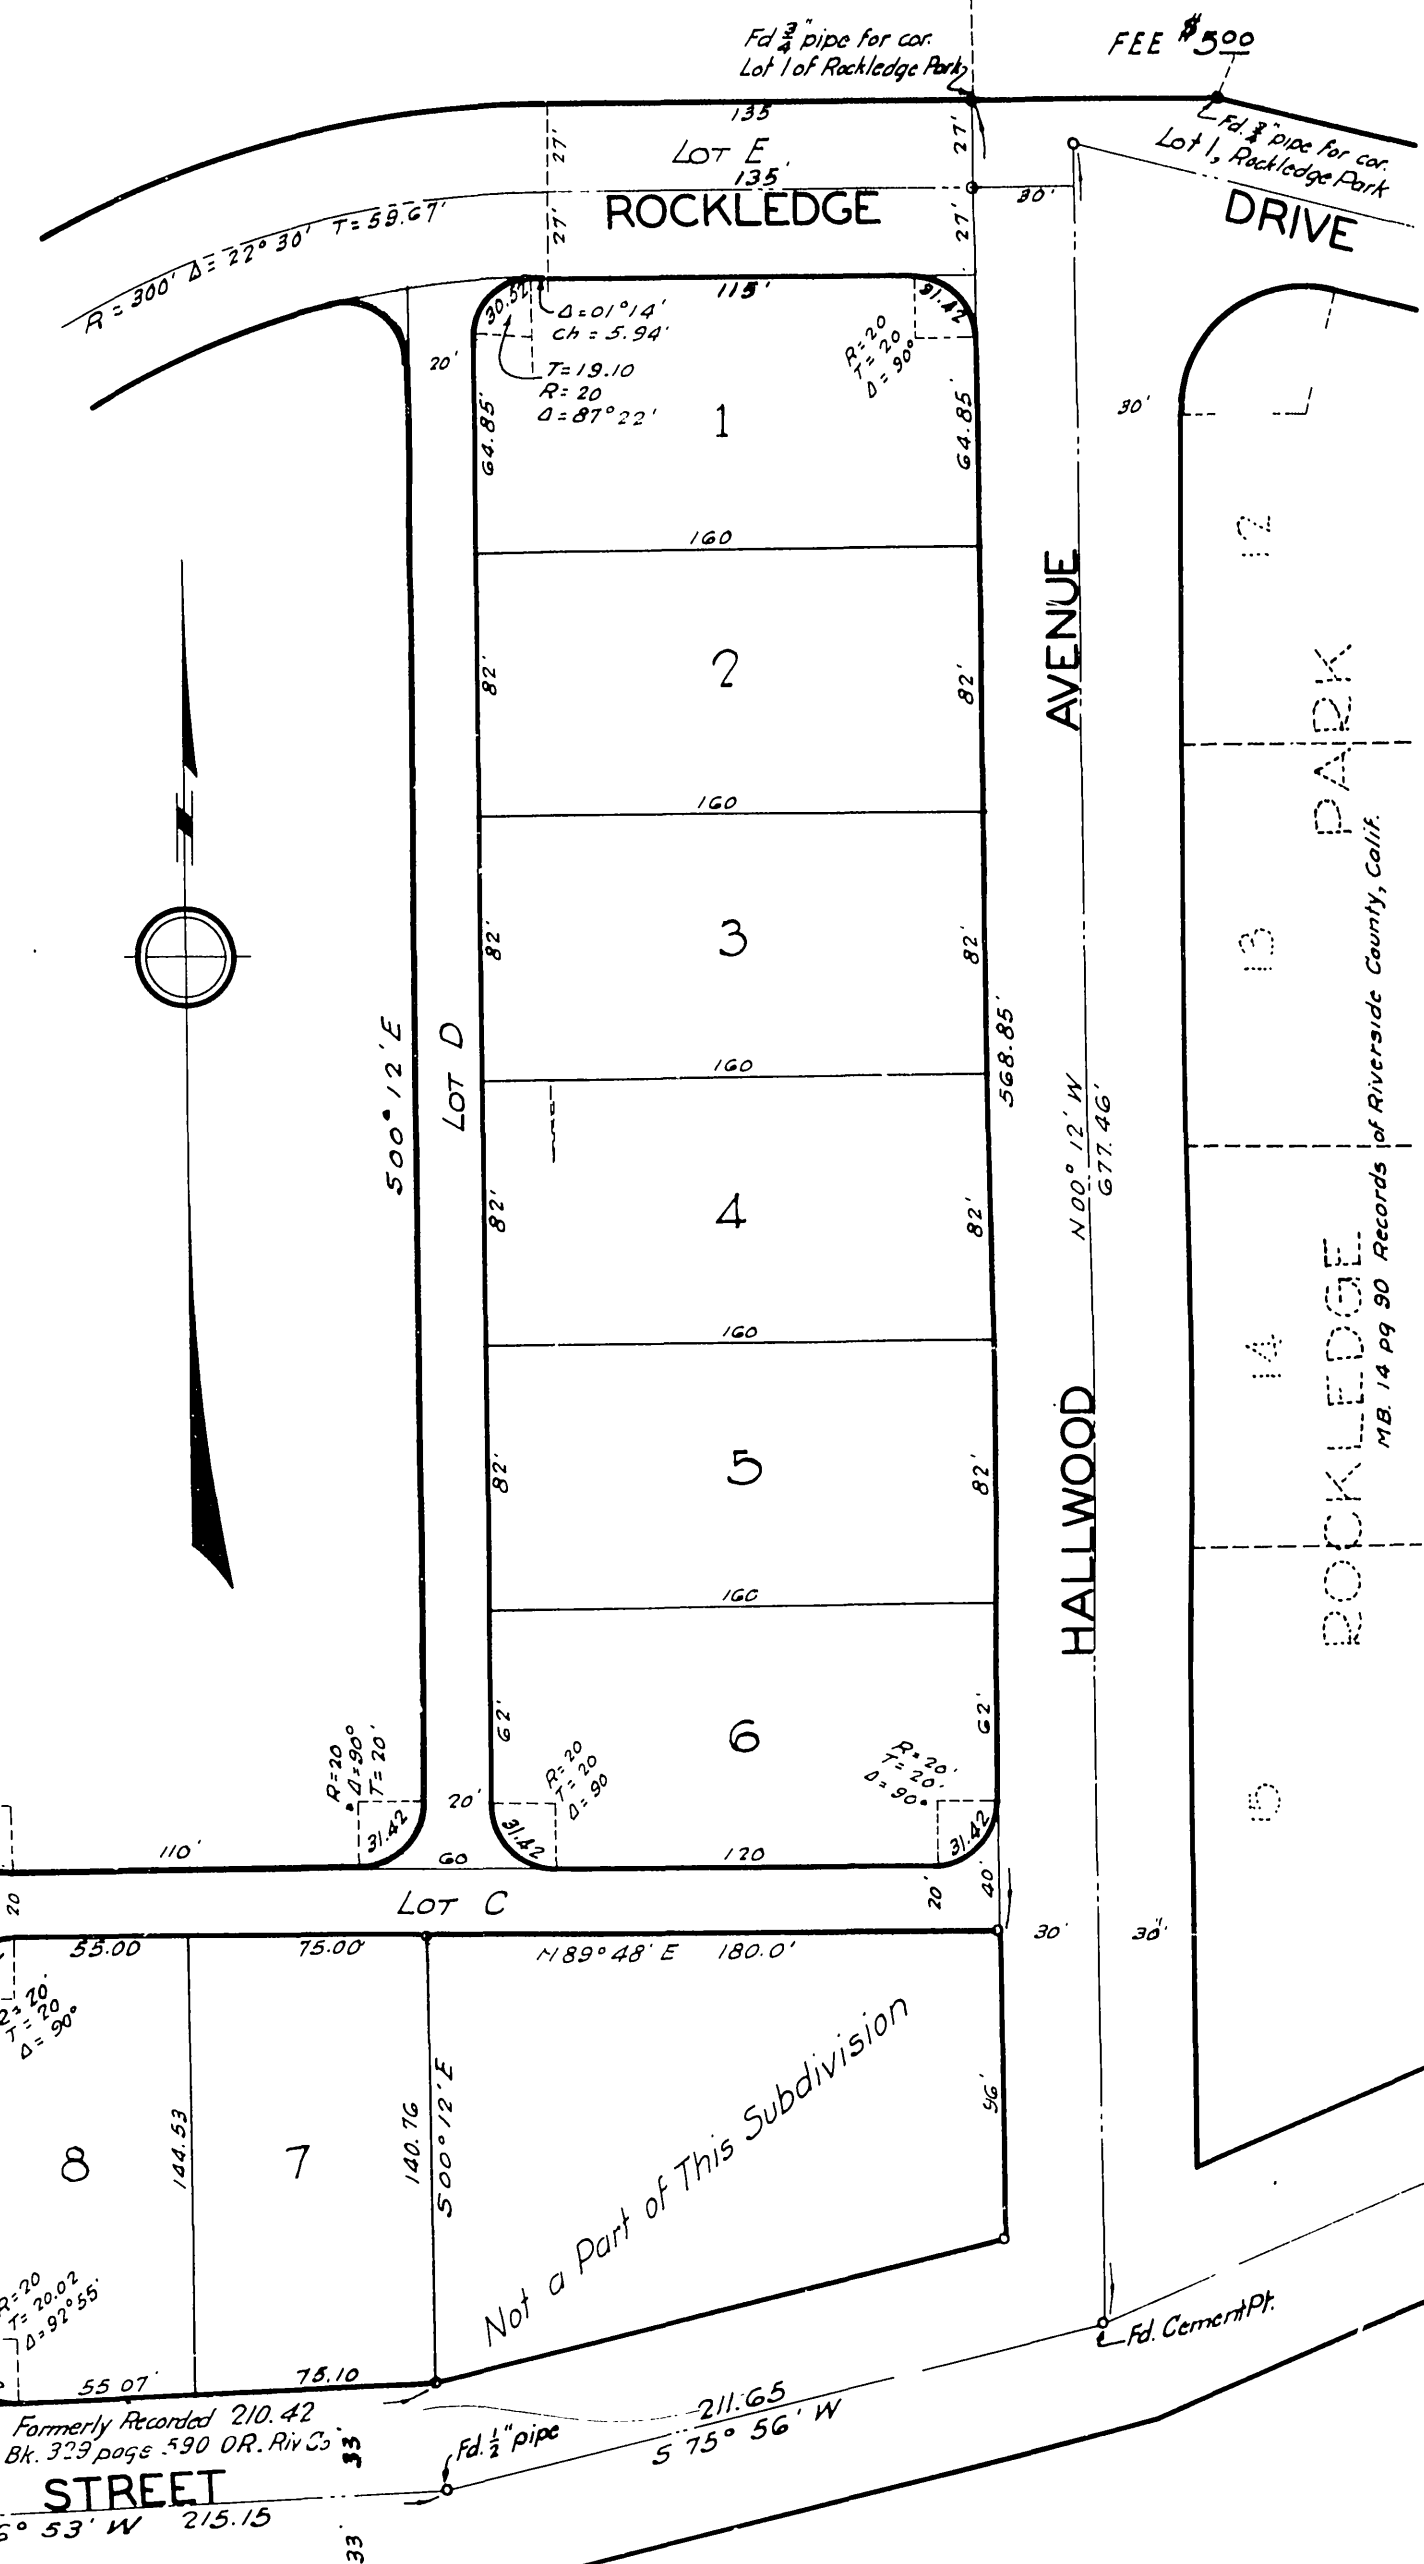 Fd 3/4" pipe for cor.
Lot 1 of Rockledge Park
FEE $5.00
Fd. 3/4" pipe for cor.
Lot 1, Rockledge Park
135
27'
27'
LOT E
135'
30'
ROCKLEDGE
DRIVE
27'
27'
R = 300' Δ = 22° 30' T = 59.67'
115'
30.52
31.42
Δ = 01° 14'
Ch = 5.94'
T = 19.10
R = 20
Δ = 87° 22'
R = 20
T = 20
Δ = 90°
20'
30'
64.85'
1
64.85'
12
160
AVENUE
82'
2
82'
PARK
160
82'
3
82'
13
S00° 12' E
LOT D
568.85'
160
N 00° 12' W
677.46'
MB. 14 pg 90 Records of Riverside County, Calif.
82'
4
82'
ROCKLEDGE
14
160
82'
5
82'
HALLWOOD
160
62'
6
62'
R = 20
Δ = 90°
T = 20'
R = 20
T = 20
Δ = 90
R = 20'
T = 20'
Δ = 90°
20'
31.42
31.42
31.42
110'
60
120
20
LOT C
20'
40'
30'
30'
55.00
75.00
N 89° 48' E 180.0'
20'
T = 20
Δ = 90°
Not a Part of This Subdivision
96'
8
144.53
7
140.76
S00° 12' E
R = 20
T = 20.02
Δ = 92° 55'
Fd. Cement Pt.
55 07'
75.10
Formerly Recorded 210.42
Bk. 329 page 590 OR. Riv Co
33
Fd. 1/2" pipe
211.65
S 75° 56' W
STREET
53' W 215.15
33'